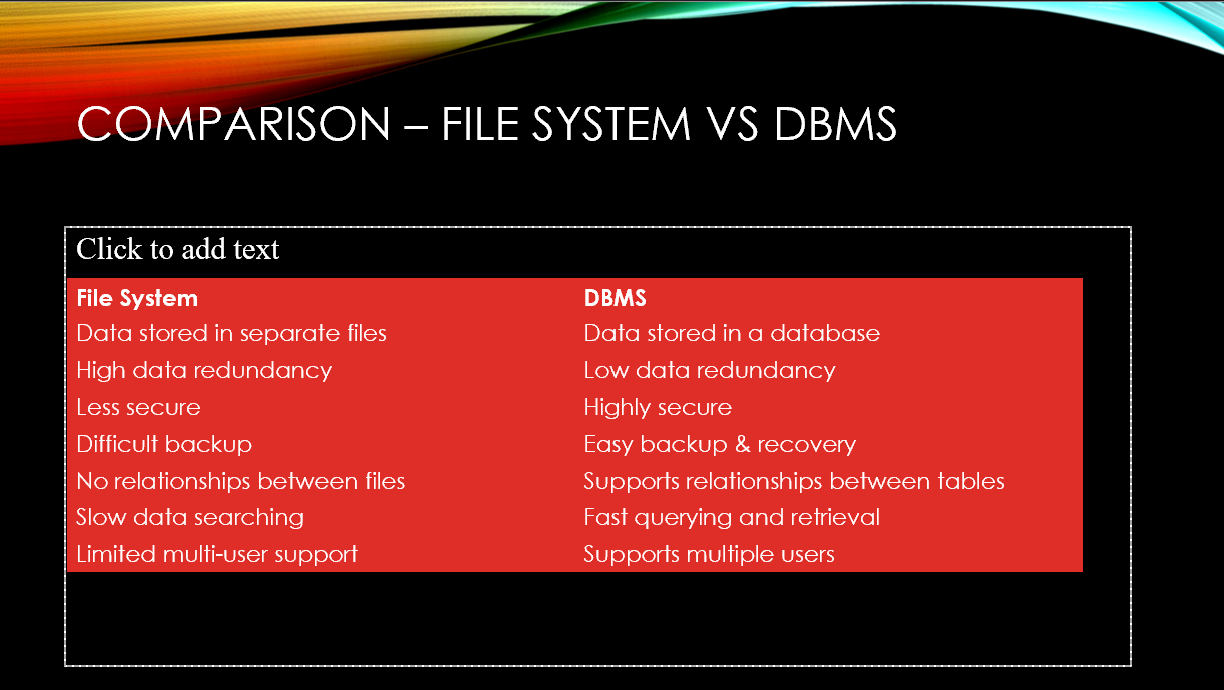 COMPARISON – FILE SYSTEM VS DBMS
Click to add text
File System DBMS
Data stored in separate files Data stored in a database
High data redundancy Low data redundancy
Less secure Highly secure
Difficult backup Easy backup & recovery
No relationships between files Supports relationships between tables
Slow data searching Fast querying and retrieval
Limited multi-user support Supports multiple users